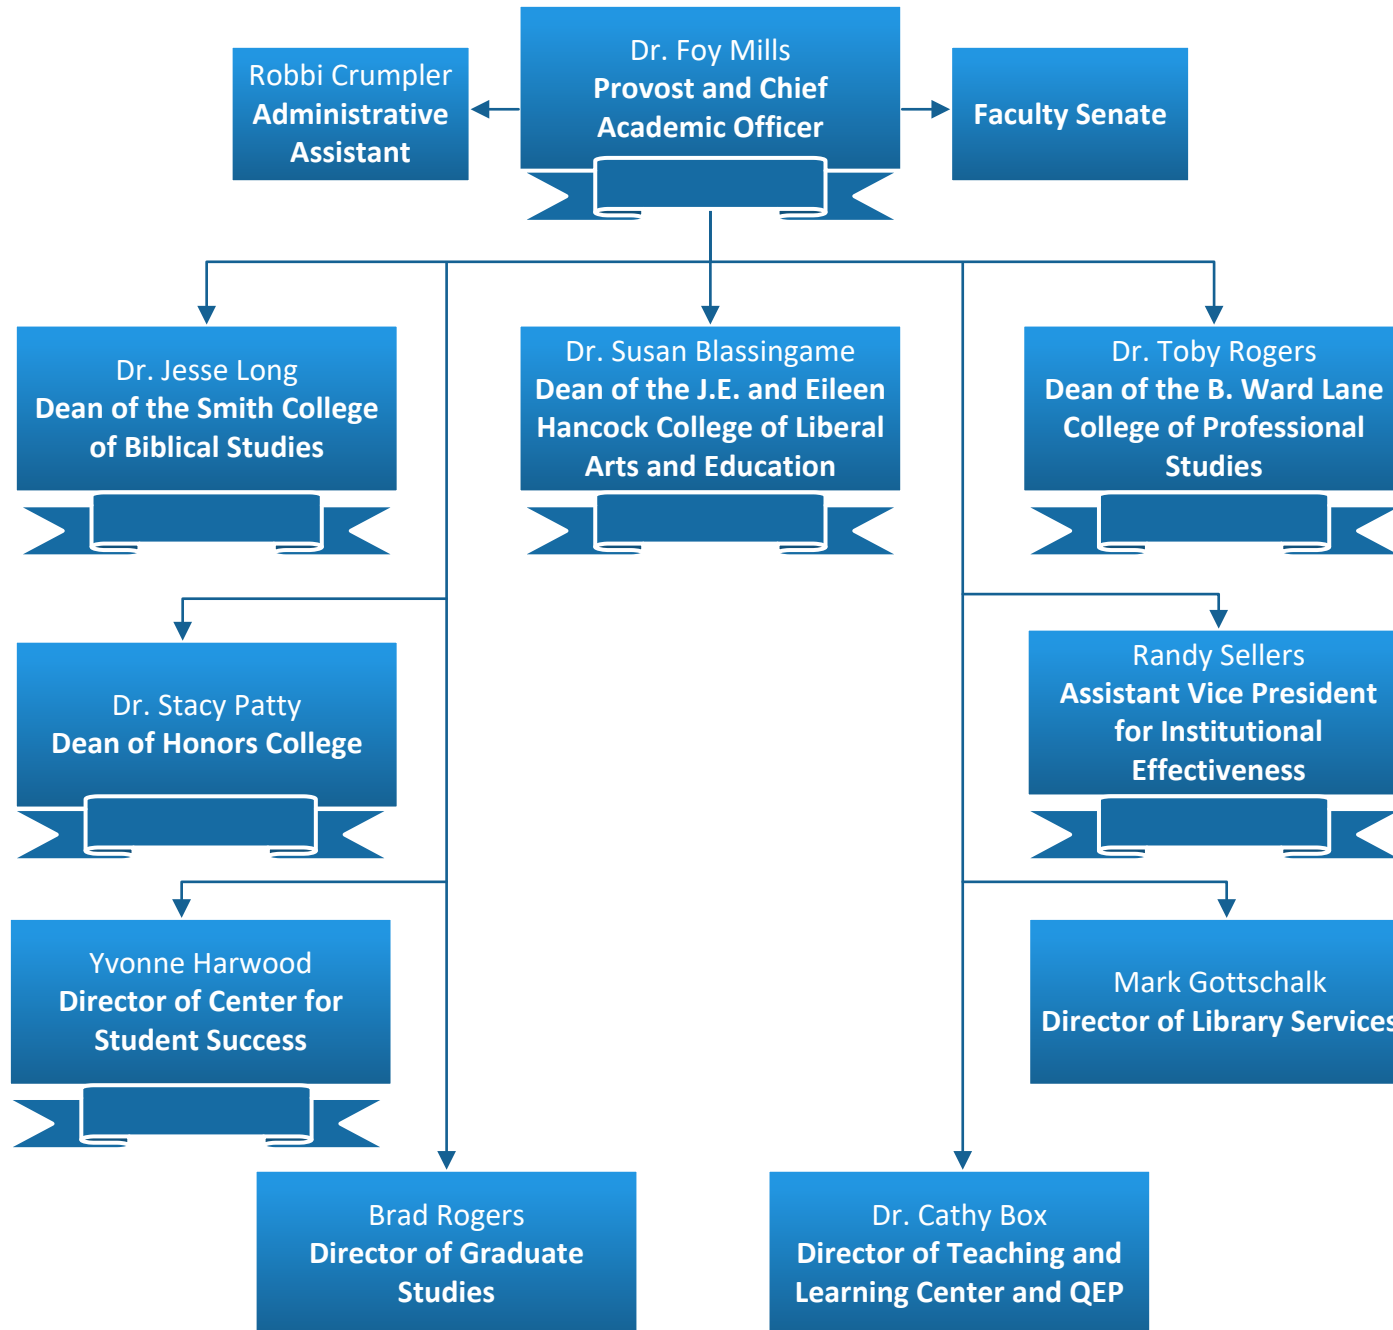 Dr. Foy Mills
Provost and Chief
Academic Officer
Robbi Crumpler
Administrative
Assistant
Faculty Senate
Dr. Jesse Long
Dean of the Smith College
of Biblical Studies
Dr. Susan Blassingame
Dean of the J.E. and Eileen
Hancock College of Liberal
Arts and Education
Dr. Toby Rogers
Dean of the B. Ward Lane
College of Professional
Studies
Dr. Stacy Patty
Dean of Honors College
Randy Sellers
Assistant Vice President
for Institutional
Effectiveness
Yvonne Harwood
Director of Center for
Student Success
Mark Gottschalk
Director of Library Services
Brad Rogers
Director of Graduate
Studies
Dr. Cathy Box
Director of Teaching and
Learning Center and QEP